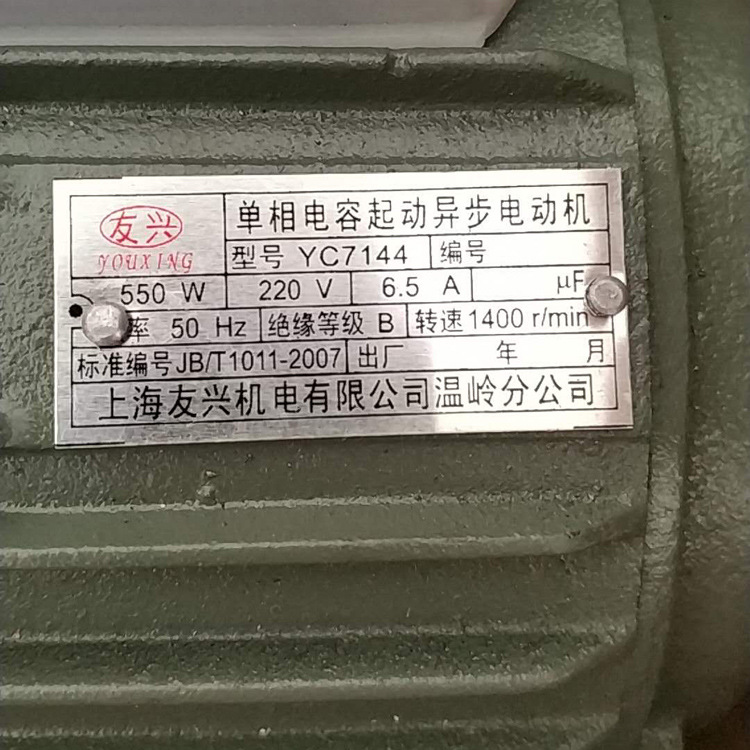 友兴
YOUXING
单相电容起动异步电动机
型号 YC7144 编号
550 W 220 V 6.5 A μF
率 50 Hz 绝缘等级 B 转速 1400 r/min
标准编号 JB/T1011-2007 出厂 年 月
上海友兴机电有限公司温岭分公司